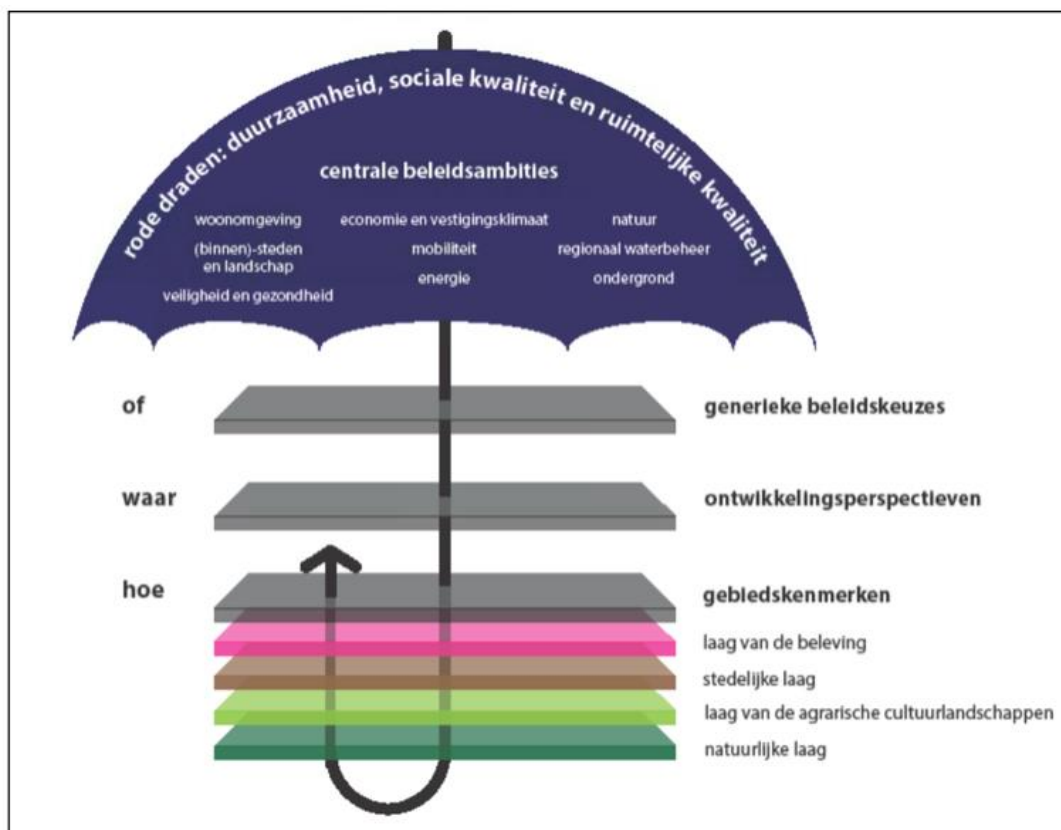 rode draden: duurzaamheid, sociale kwaliteit en ruimtelijke kwaliteit
centrale beleidsambities
woonomgeving
(binnen)-steden
en landschap
veiligheid en gezondheid
economie en vestigingsklimaat
mobiliteit
energie
natuur
regionaal waterbeheer
ondergrond
of
generieke beleidskeuzes
waar
ontwikkelingsperspectieven
hoe
gebiedskenmerken
laag van de beleving
stedelijke laag
laag van de agrarische cultuurlandschappen
natuurlijke laag